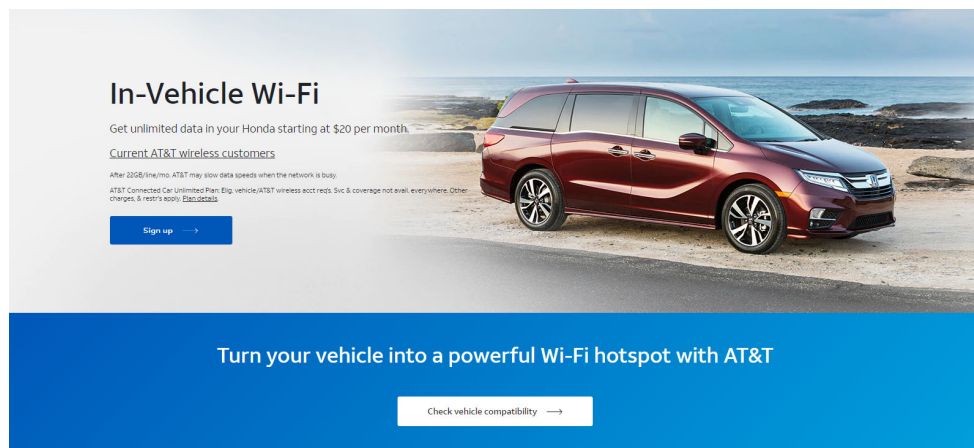 In-Vehicle Wi-Fi
Get unlimited data in your Honda starting at $20 per month.
Current AT&T wireless customers
After 22GB/line/mo. AT&T may slow data speeds when the network is busy.
AT&T Connected Car Unlimited Plan: Elig. vehicle/AT&T wireless acct req's. Svc & coverage not avail. everywhere. Other
charges, & restr's apply. Plan details.
Sign up
Turn your vehicle into a powerful Wi-Fi hotspot with AT&T
Check vehicle compatibility